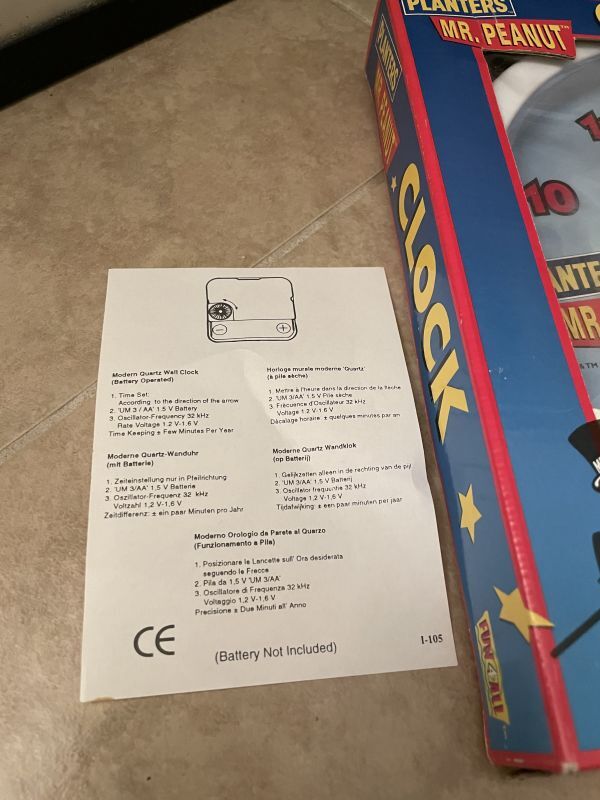 PLANTERS
MR. PEANUT™
PLANTERS
MR. PEANUT
CLOCK
10
MR
FUN 4 ALL
Modern Quartz Wall Clock
(Battery Operated)
1. Time Set:
According to the direction of the arrow
2. 'UM 3 / AA' 1.5 V Battery
3. Oscillator-Frequency 32 kHz
Rate Voltage 1.2 V-1.6 V
Time Keeping ± Few Minutes Per Year
Horloge murale moderne 'Quartz'
(à pile sèche)
1. Mettre à l'heure dans la direction de la flèche
2. 'UM 3/AA' 1,5 V Pile sèche
3. Frécuence d'Oscillateur 32 kHz
Voltage 1,2 V-1,6 V
Décalage horaire. ± quelques minutes par an
Moderne Quartz-Wanduhr
(mit Batterie)
1. Zeiteinstellung nur in Pfeilrichtung
2. 'UM 3/AA' 1,5 V Batterie
3. Oszillator-Frequenz 32 kHz
Voltzahl 1,2 V-1,6 V
Zeitdifferenz: ± ein paar Minuten pro Jahr
Moderne Quartz Wandklok
(op Batterij)
1. Gelijkzetten alleen in de rechting van de pijl
2. 'UM 3/AA' 1,5 V Batterij
3. Oscillator frequentie 32 kHz
Voltage 1,2 V-1,6 V
Tijdafwijking: ± een paar minuten per jaar
Moderno Orologio da Parete al Quarzo
(Funzionamento a Pila)
1. Posizionare le Lancette sull' Ora desiderata
seguendo le Frecce
2. Pila da 1,5 V 'UM 3/AA'
3. Oscillatore di Frequenza 32 kHz
Voltaggio 1,2 V-1,6 V
Precisione ± Due Minuti all' Anno
CE
(Battery Not Included)
I-105